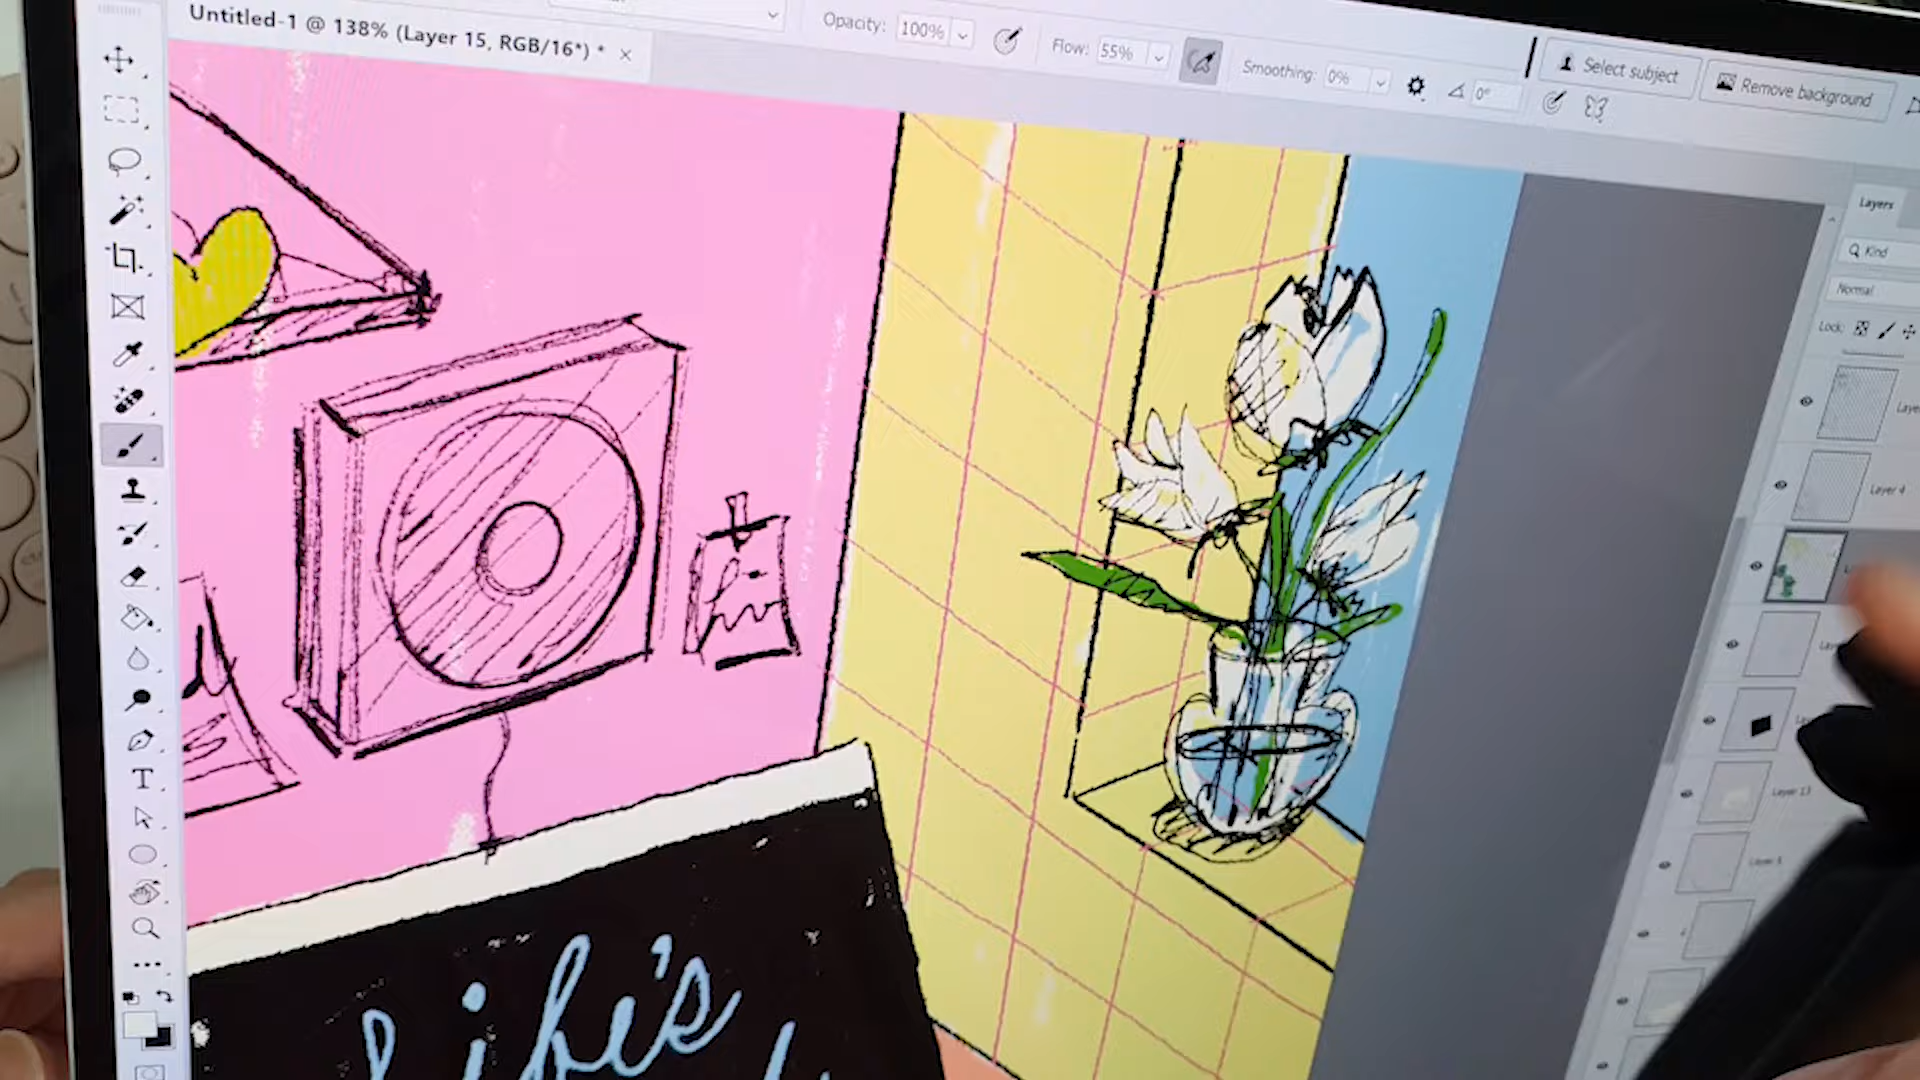 Untitled-1 @ 138% (Layer 15, RGB/16*) *
Opacity: 100%
Flow: 55%
Smoothing: 0%
0°
Select subject
Remove background
Layers
Kind
Normal
Lock:
Layer 4
Layer 13
Life's